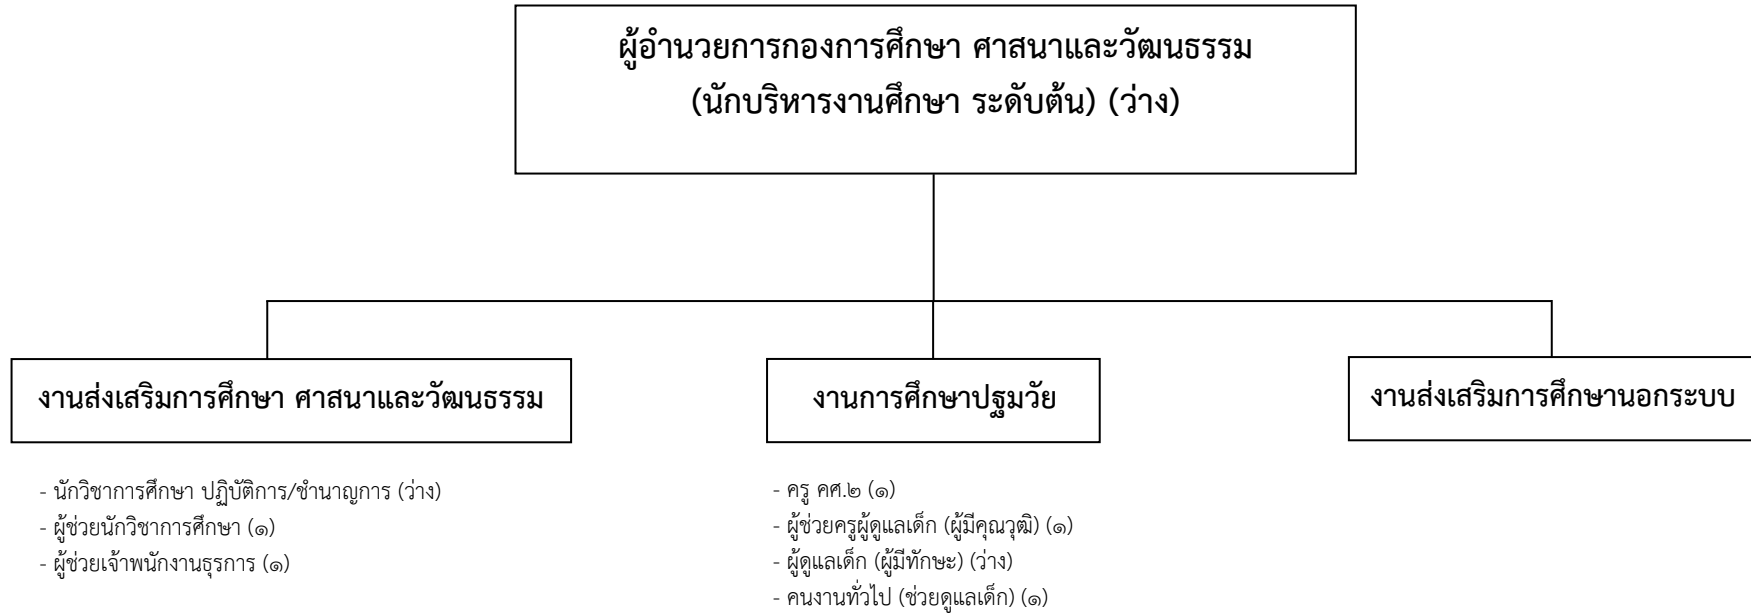 ผู้อำนวยการกองการศึกษา ศาสนาและวัฒนธรรม
(นักบริหารงานศึกษา ระดับต้น) (ว่าง)
งานส่งเสริมการศึกษา ศาสนาและวัฒนธรรม
งานการศึกษาปฐมวัย
งานส่งเสริมการศึกษานอกระบบ
- นักวิชาการศึกษา ปฏิบัติการ/ชำนาญการ (ว่าง)
- ผู้ช่วยนักวิชาการศึกษา (๑)
- ผู้ช่วยเจ้าพนักงานธุรการ (๑)
- ครู คศ.๒ (๑)
- ผู้ช่วยครูผู้ดูแลเด็ก (ผู้มีคุณวุฒิ) (๑)
- ผู้ดูแลเด็ก (ผู้มีทักษะ) (ว่าง)
- คนงานทั่วไป (ช่วยดูแลเด็ก) (๑)